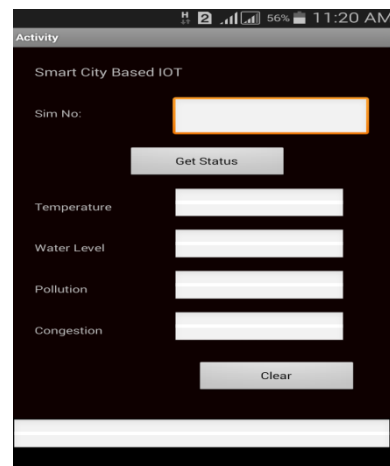 H 2 56% 11:20 AM
Activity
Smart City Based IOT
Sim No:
Get Status
Temperature
Water Level
Pollution
Congestion
Clear